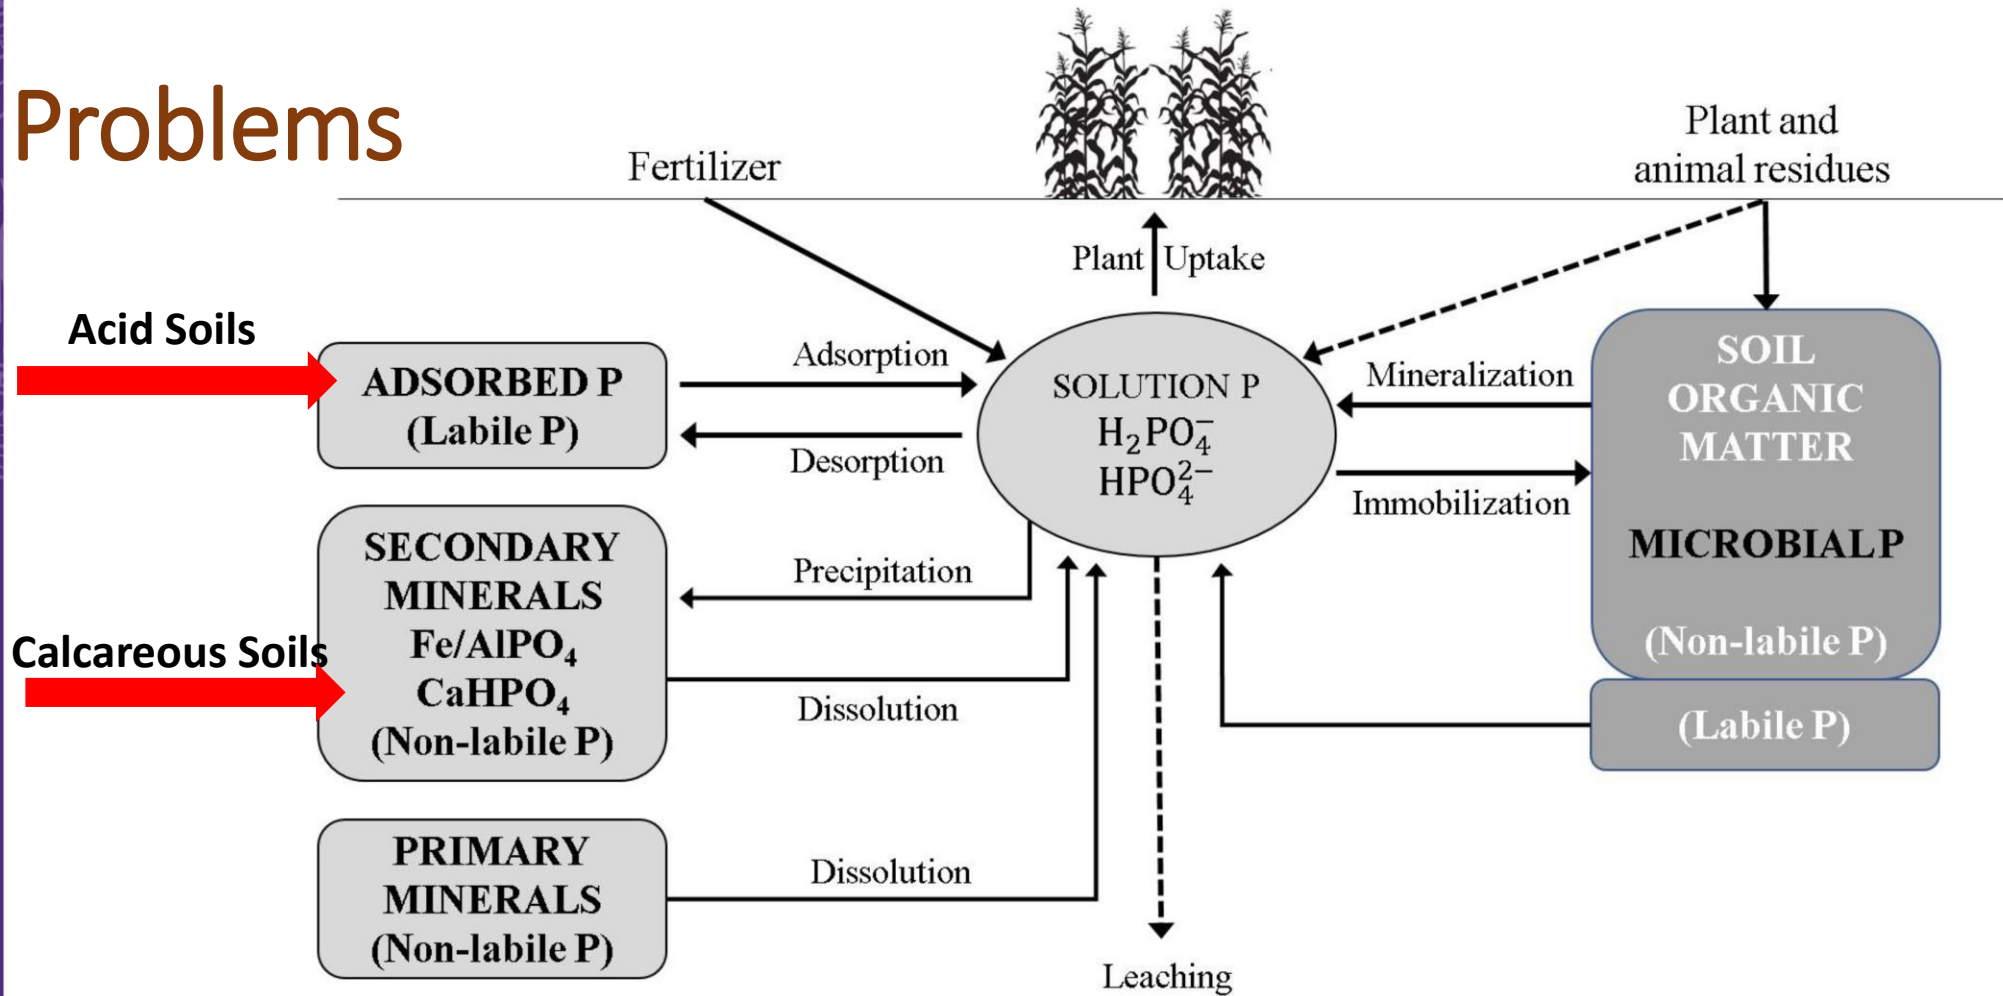 Problems
Fertilizer
Plant and
animal residues
Plant Uptake
Acid Soils
ADSORBED P
(Labile P)
Adsorption
Desorption
SOLUTION P
H₂PO₄⁻
HPO₄²⁻
Mineralization
Immobilization
SOIL
ORGANIC
MATTER
MICROBIAL P
(Non-labile P)
(Labile P)
Calcareous Soils
SECONDARY
MINERALS
Fe/AlPO₄
CaHPO₄
(Non-labile P)
Precipitation
Dissolution
PRIMARY
MINERALS
(Non-labile P)
Dissolution
Leaching